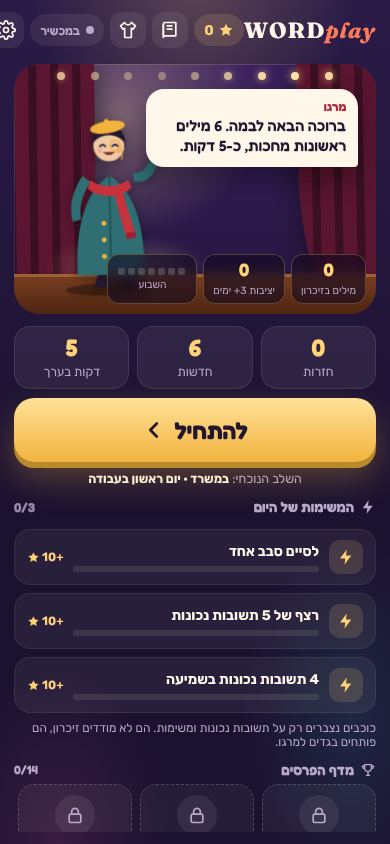 WORDplay
0
במכשיר
מרגו
ברוכה הבאה לבמה. 6 מילים
ראשונות מחכות, כ-5 דקות.
0
מילים בזיכרון
0
יציבות 3+ ימים
השבוע
0
חזרות
6
חדשות
5
דקות בערך
להתחיל
השלב הנוכחי: במשרד • יום ראשון בעבודה
המשימות של היום
0/3
לסיים סבב אחד
+10
רצף של 5 תשובות נכונות
+10
4 תשובות נכונות בשמיעה
+10
כוכבים נצברים רק על תשובות נכונות ומשימות. הם לא מודדים זיכרון, הם
פותחים בגדים למרגו.
מדף הפרסים
0/14